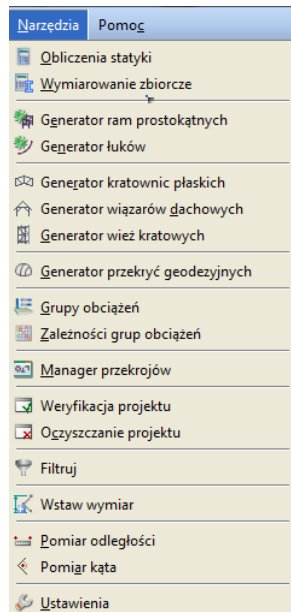 Narzędzia Pomoc
Obliczenia statyki
Wymiarowanie zbiorcze
Generator ram prostokątnych
Generator łuków
Generator kratownic płaskich
Generator wiązarów dachowych
Generator wież kratowych
Generator przekryć geodezyjnych
Grupy obciążeń
Zależności grup obciążeń
Manager przekrojów
Weryfikacja projektu
Oczyszczanie projektu
Filtruj
Wstaw wymiar
Pomiar odległości
Pomiar kąta
Ustawienia